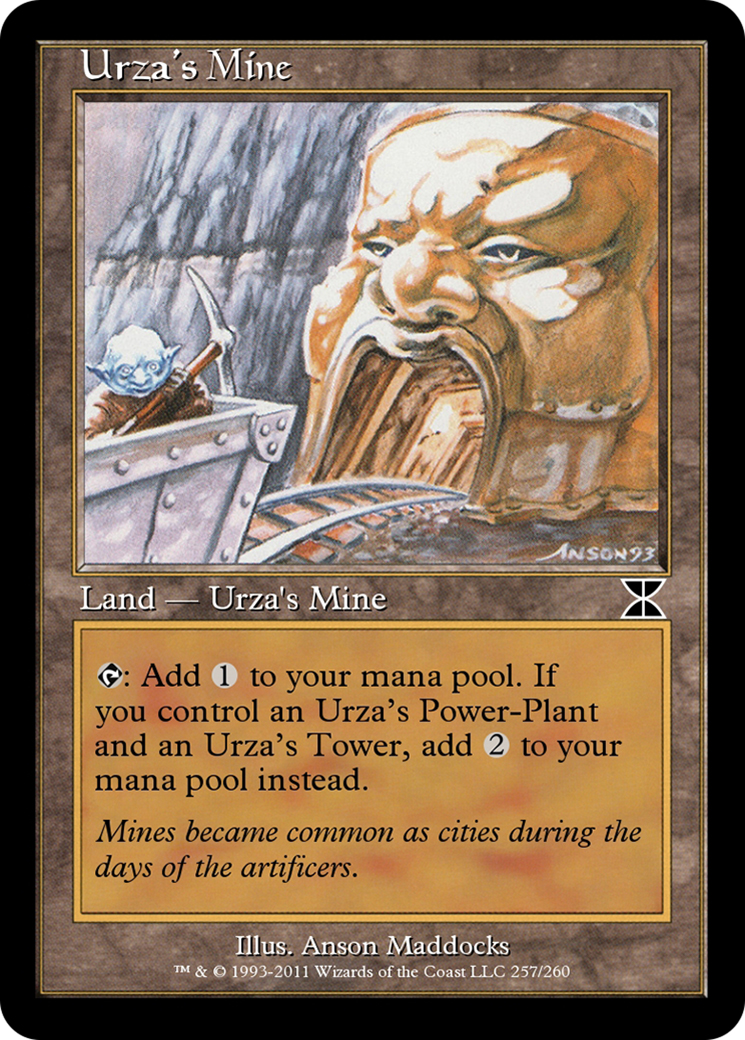 Urza's Mine
ANSON93
Land — Urza's Mine
: Add 1 to your mana pool. If
you control an Urza's Power-Plant
and an Urza's Tower, add 2 to your
mana pool instead.
Mines became common as cities during the
days of the artificers.
Illus. Anson Maddocks
™ & © 1993-2011 Wizards of the Coast LLC 257/260